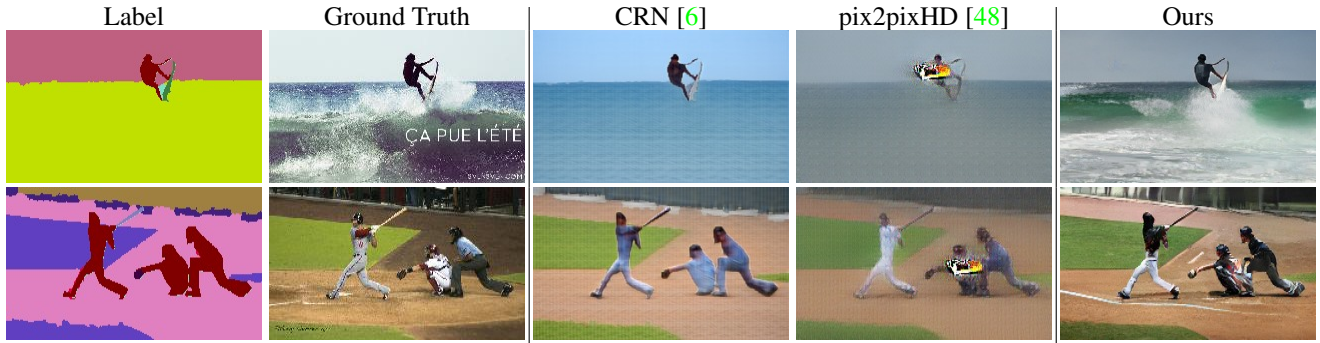 Label
Ground Truth
CRN [6]
pix2pixHD [48]
Ours
ÇA PUE L'ÉTÉ